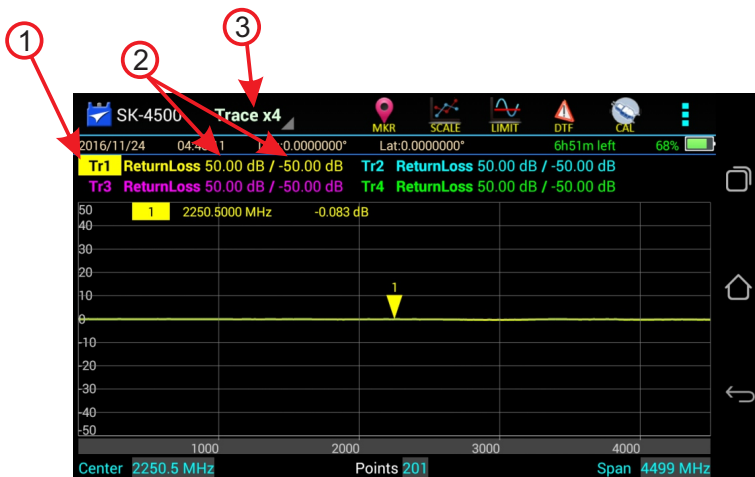 1 2 3
SK-4500 Trace x4 MKR SCALE LIMIT DTF CAL
2016/11/24 Lat:0.0000000° 6h51m left 68%
Tr1 ReturnLoss 50.00 dB / -50.00 dB Tr2 ReturnLoss 50.00 dB / -50.00 dB
Tr3 ReturnLoss 50.00 dB / -50.00 dB Tr4 ReturnLoss 50.00 dB / -50.00 dB
50 1 2250.5000 MHz -0.083 dB
40
30
20
10 1
0
-10
-20
-30
-40
-50
1000 2000 3000 4000
Center 2250.5 MHz Points 201 Span 4499 MHz